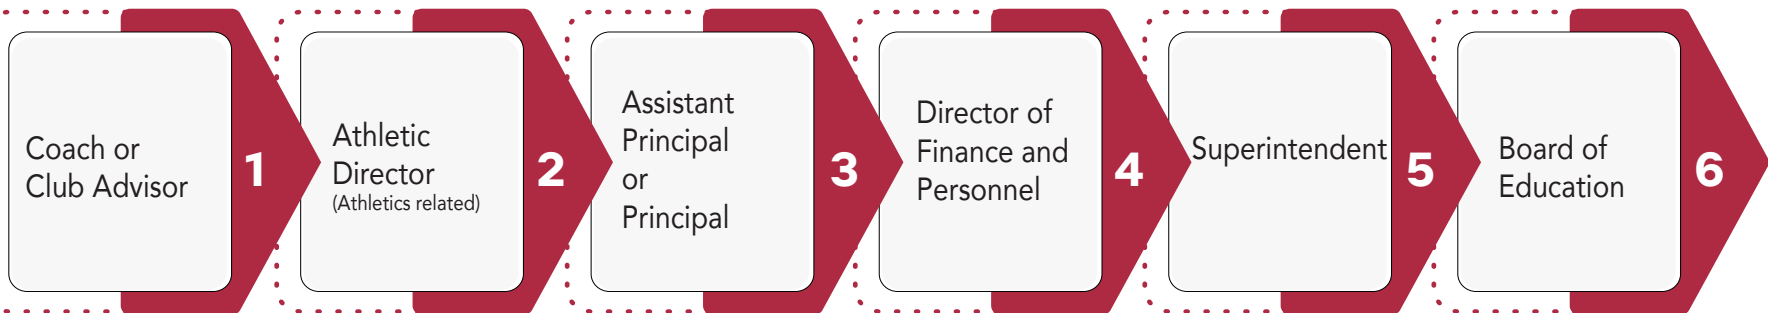 Coach or
Club Advisor
1
Athletic
Director
(Athletics related)
2
Assistant
Principal
or
Principal
3
Director of
Finance and
Personnel
4
Superintendent
5
Board of
Education
6